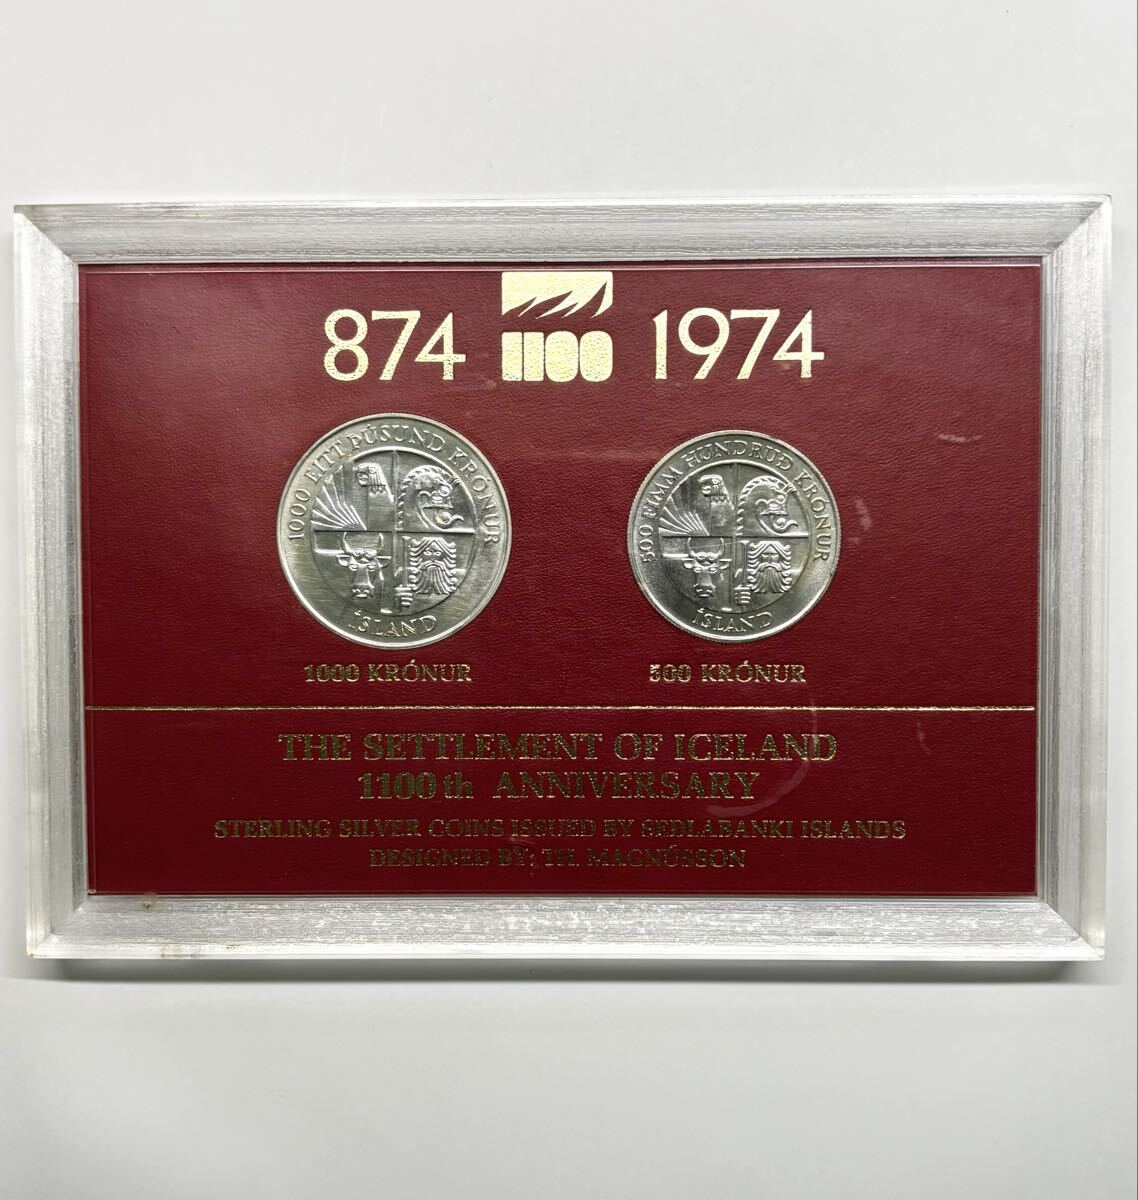 874 1100 1974
1000 EITT ÞÚSUND KRÓNUR
ÍSLAND
500 FIMM HUNDRUÐ KRÓNUR
ÍSLAND
1000 KRÓNUR
500 KRÓNUR
THE SETTLEMENT OF ICELAND
1100th ANNIVERSARY
STERLING SILVER COINS ISSUED BY SEDLABANKI ISLANDS
DESIGNED BY: TH. MAGNÚSSON